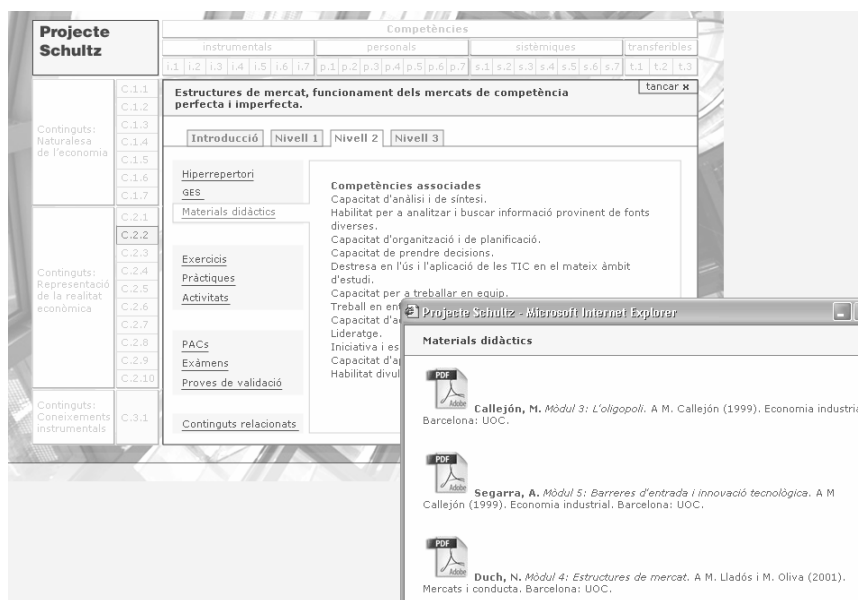 Projecte
Schultz
Competències
instrumentals
personals
sistèmiques
transferibles
i.1 i.2 i.3 i.4 i.5 i.6 i.7 p.1 p.2 p.3 p.4 p.5 p.6 p.7 s.1 s.2 s.3 s.4 s.5 s.6 s.7 t.1 t.2 t.3
Continguts:
Naturalesa
de l'economia
C.1.1
C.1.2
C.1.3
C.1.4
C.1.5
C.1.6
C.1.7
Continguts:
Representació
de la realitat
econòmica
C.2.1
C.2.2
C.2.3
C.2.4
C.2.5
C.2.6
C.2.7
C.2.8
C.2.9
C.2.10
Continguts:
Coneixements
instrumentals
C.3.1
Estructures de mercat, funcionament dels mercats de competència
perfecta i imperfecta.
tancar x
Introducció Nivell 1 Nivell 2 Nivell 3
Hiperrepertori
GES
Materials didàctics
Exercicis
Pràctiques
Activitats
PACs
Exàmens
Proves de validació
Continguts relacionats
Competències associades
Capacitat d'anàlisi i de síntesi.
Habilitat per a analitzar i buscar informació provinent de fonts
diverses.
Capacitat d'organització i de planificació.
Capacitat de prendre decisions.
Destresa en l'ús i l'aplicació de les TIC en el mateix àmbit
d'estudi.
Capacitat per a treballar en equip.
Treball en
Capacitat
Lideratge.
Iniciativa i
Capacitat
Habilitat
Projecte Schultz - Microsoft Internet Explorer
Materials didàctics
PDF
Adobe
Callejón, M. Mòdul 3: L'oligopoli. A M. Callejón (1999). Economia
Barcelona: UOC.
PDF
Adobe
Segarra, A. Mòdul 5: Barreres d'entrada i innovació tecnològica. A M
Callejón (1999). Economia industrial. Barcelona: UOC.
PDF
Adobe
Duch, N. Mòdul 4: Estructures de mercat. A M. Lladós i M. Oliva (2001).
Mercats i conducta. Barcelona: UOC.